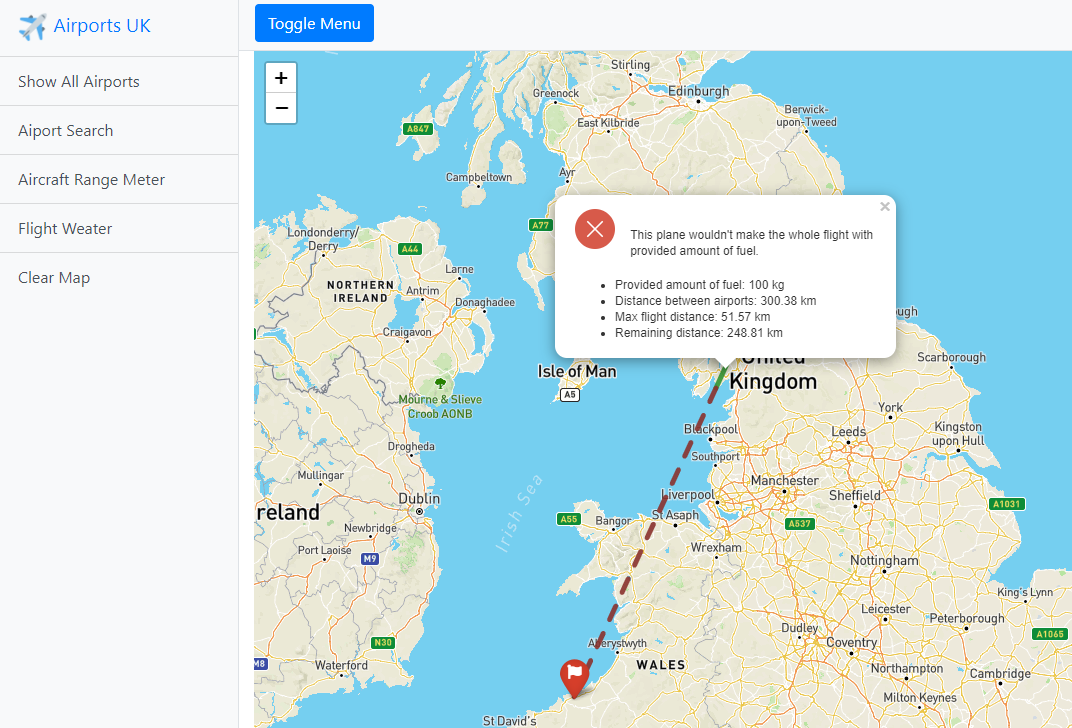 Airports UK
Toggle Menu
Show All Airports
Aiport Search
Aircraft Range Meter
Flight Weater
Clear Map
+
−
Stirling
Greenock
Edinburgh
East Kilbride
Berwick-
upon-Tweed
A847
Campbeltown
Ayr
×
A77
This plane wouldn't make the whole flight with
provided amount of fuel.
Provided amount of fuel: 100 kg
Distance between airports: 300.38 km
Max flight distance: 51.57 km
Remaining distance: 248.81 km
Londonderry/
Derry
A44
Larne
NORTHERN
IRELAND
Antrim
Donaghadee
Craigavon
Isle of Man
A5
United
Kingdom
Scarborough
Mourne & Slieve
Croob AONB
York
Blackpool
Leeds
Kingston
upon Hull
Drogheda
Southport
Mullingar
Manchester
Liverpool
Sheffield
Dublin
A1031
reland
Irish Sea
A55
Bangor
St Asaph
A537
Newbridge
Port Laoise
M9
Wrexham
Nottingham
King's Lynn
Leicester
Peterborough
N30
Aberystwyth
Dudley
Coventry
A1065
M8
Waterford
WALES
Northampton
Cambridge
Milton Keynes
St David's